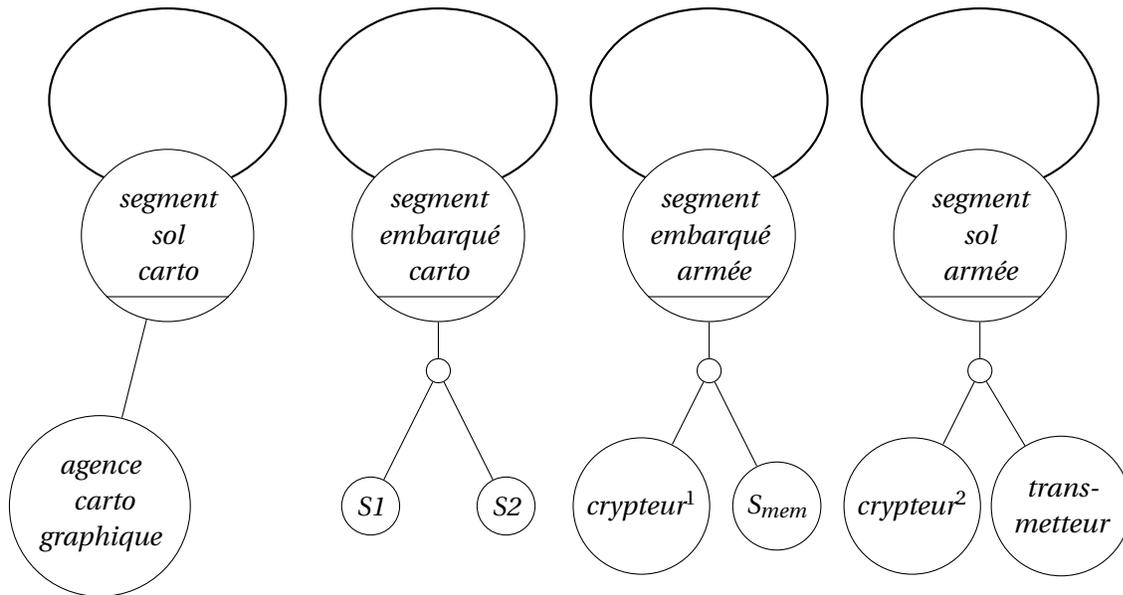 segment
sol
carto
segment
embarqué
carto
segment
embarqué
armée
segment
sol
armée
agence
carto
graphique
S1
S2
crypteur¹
Smem
crypteur²
trans-
metteur